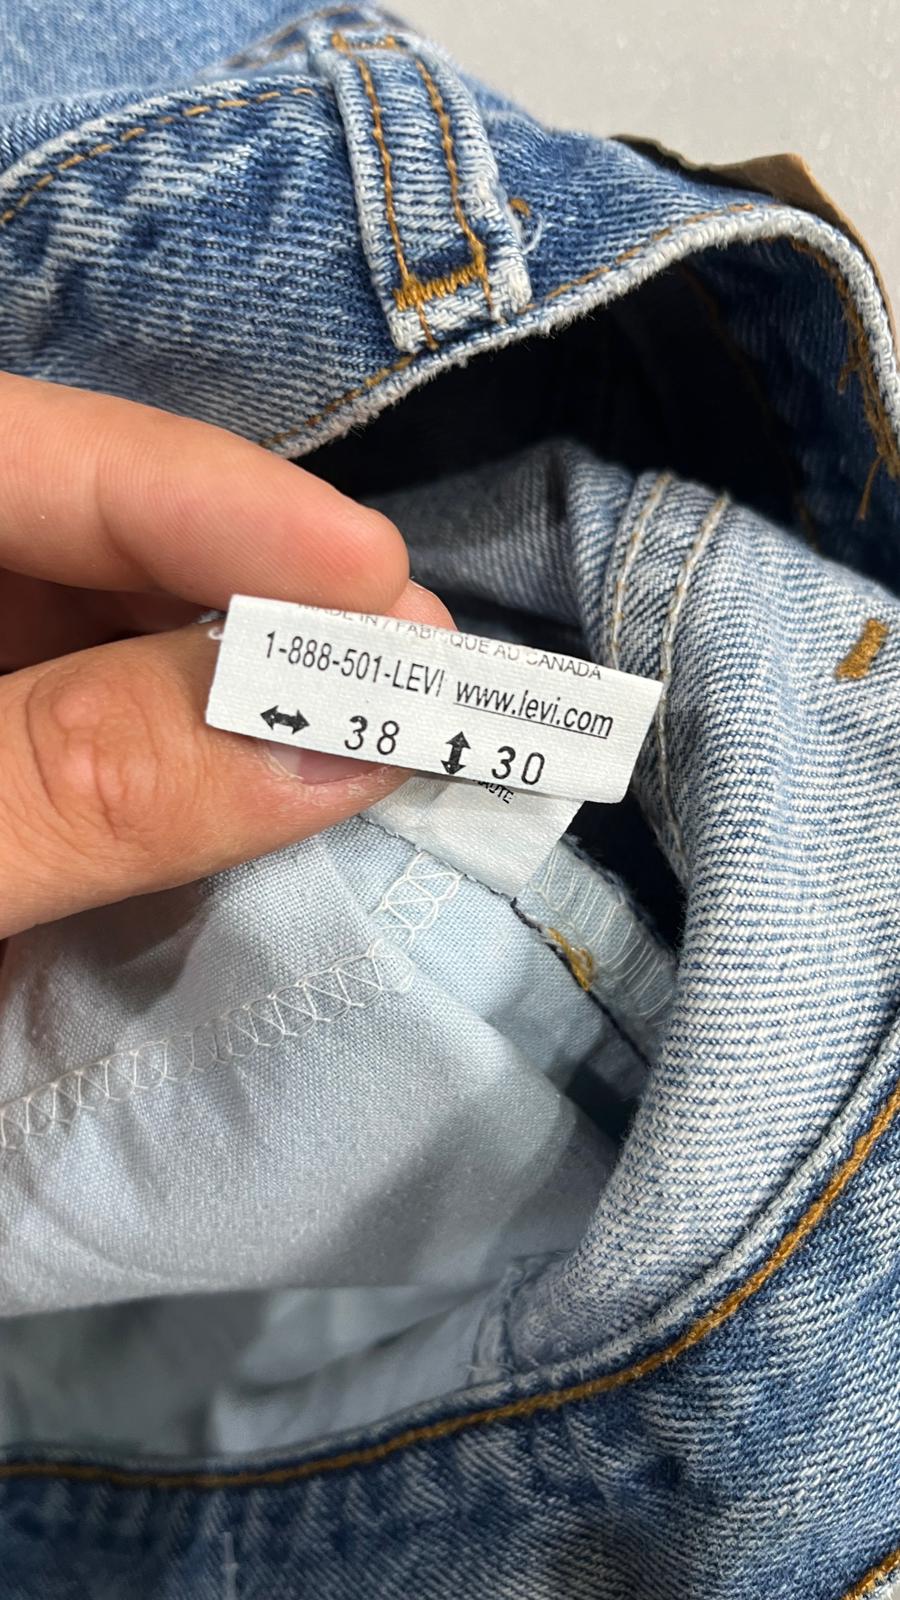 MADE IN / FABRIQUE AU CANADA
1-888-501-LEVI www.levi.com
↔ 38 ↕ 30